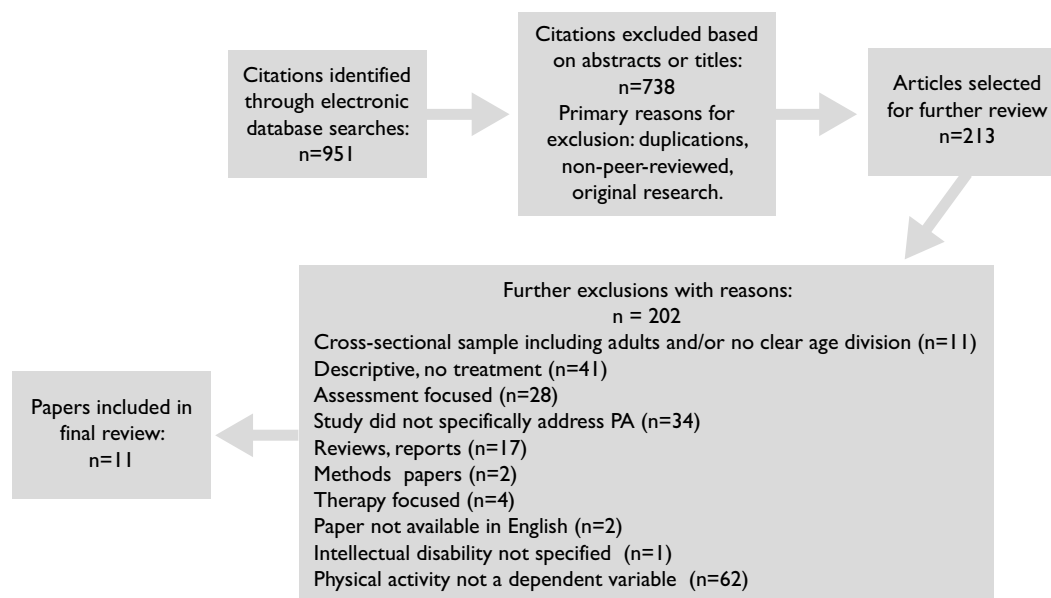 Citations identified
through electronic
database searches:
n=951
Citations excluded based
on abstracts or titles:
n=738
Primary reasons for
exclusion: duplications,
non-peer-reviewed,
original research.
Articles selected
for further review
n=213
Further exclusions with reasons:
n = 202
Cross-sectional sample including adults and/or no clear age division (n=11)
Descriptive, no treatment (n=41)
Assessment focused (n=28)
Study did not specifically address PA (n=34)
Reviews, reports (n=17)
Methods papers (n=2)
Therapy focused (n=4)
Paper not available in English (n=2)
Intellectual disability not specified (n=1)
Physical activity not a dependent variable (n=62)
Papers included in
final review:
n=11